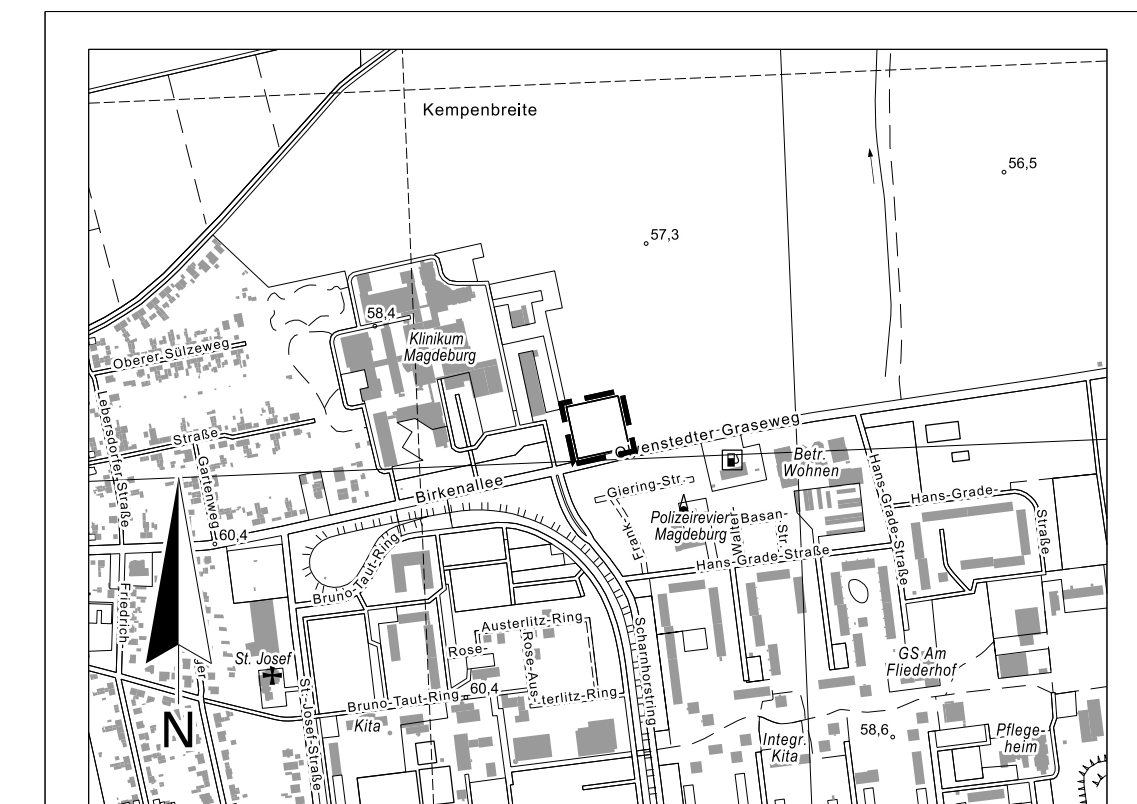 Kempenbreite
56,5
57,3
58,4
Klinikum
Magdeburg
Oberer-Sülzeweg
Lebersdorfer-Straße
Straße
Gartenweg
Birkenallee
Graseweg
Giering-Str.
Betr.
Wohnen
Hans-Grade-Straße
Hans-Grade-
Straße
Polizeirevier
Magdeburg
Basan-
Str.
Walter
Frank-
Hans-Grade-Straße
60,4
Bruno-Taut-Ring
Friedrich-
Austerlitz-Ring
Rose-
Rose-Aus-
terlitz-Ring
Scharnhorstring
St. Josef
GS Am
Fliederhof
St.-Josef-Straße
Bruno-Taut-Ring
60,4
Kita
Integr.
Kita
58,6
Pflege-
heim
N